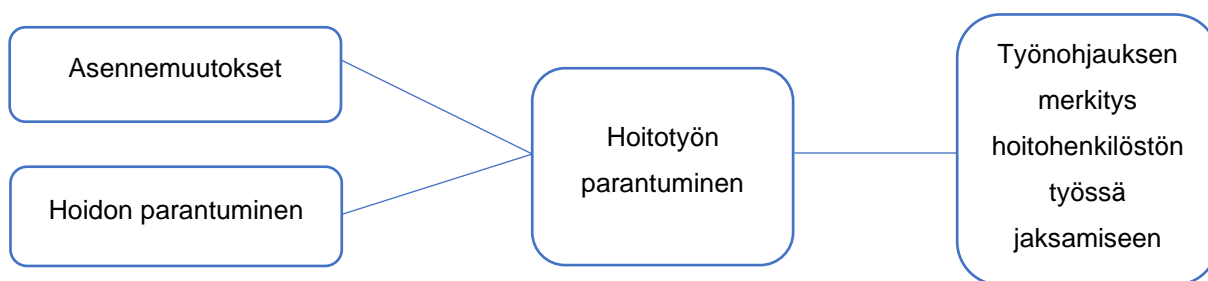 Asennemuutokset
Hoidon parantuminen
Hoitotyön
parantuminen
Työnohjauksen
merkitys
hoitohenkilöstön
työssä
jaksamiseen